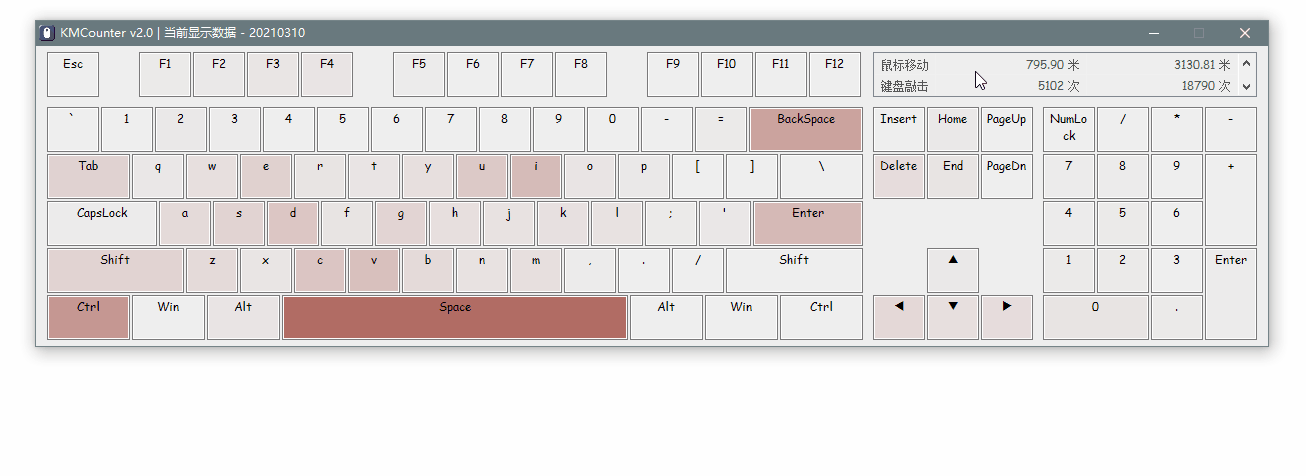 KMCounter v2.0 | 当前显示数据 - 20210310
Esc F1 F2 F3 F4 F5 F6 F7 F8 F9 F10 F11 F12
鼠标移动 795.90 米 3130.81 米
键盘敲击 5102 次 18790 次
` 1 2 3 4 5 6 7 8 9 0 - = BackSpace Insert Home PageUp NumLo / * -
ck
Tab q w e r t y u i o p [ ] \ Delete End PageDn 7 8 9 +
CapsLock a s d f g h j k l ; ' Enter 4 5 6
Shift z x c v b n m , . / Shift ▲ 1 2 3 Enter
Ctrl Win Alt Space Alt Win Ctrl ◀ ▼ ▶ 0 .